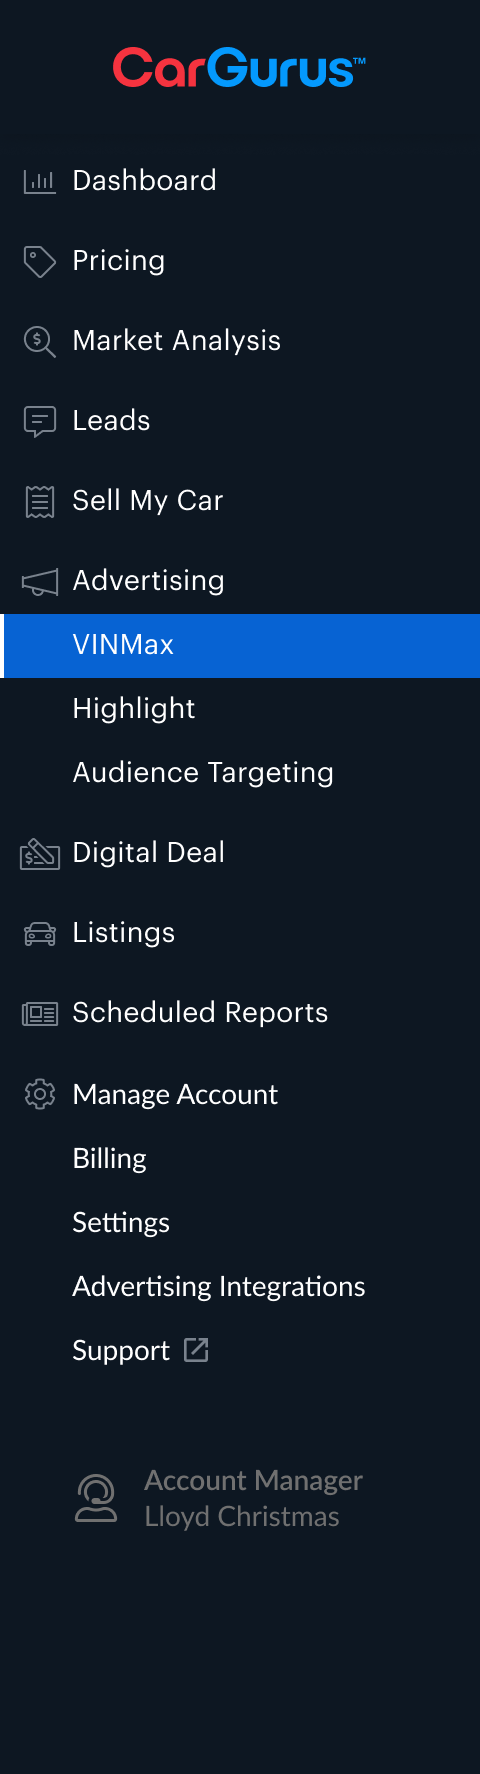 CarGurus™
Dashboard
Pricing
Market Analysis
Leads
Sell My Car
Advertising
VINMax
Highlight
Audience Targeting
Digital Deal
Listings
Scheduled Reports
Manage Account
Billing
Settings
Advertising Integrations
Support
Account Manager
Lloyd Christmas